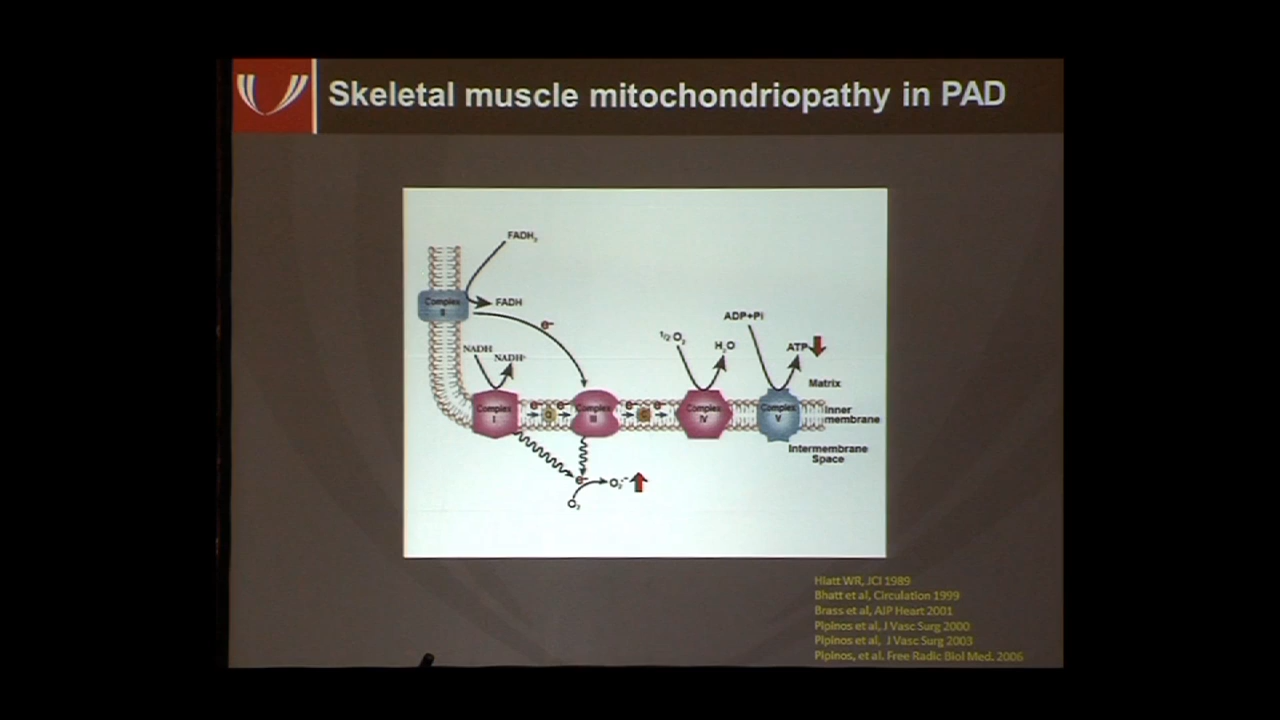 Skeletal muscle mitochondriopathy in PAD
FADH₂
Complex
II
FADH
e⁻
NADH
NADH⁺
ADP+Pi
½ O₂
H₂O
ATP
Matrix
Complex
I
e⁻
Q
e⁻
Complex
III
e⁻
C
e⁻
Complex
IV
Complex
V
Inner
membrane
Intermembrane
Space
e⁻
O₂
O₂·⁻
Hiatt WR, JCI 1989
Bhatt et al, Circulation 1999
Brass et al, AJP Heart 2001
Pipinos et al, J Vasc Surg 2000
Pipinos et al, J Vasc Surg 2003
Pipinos, et al. Free Radic Biol Med. 2006